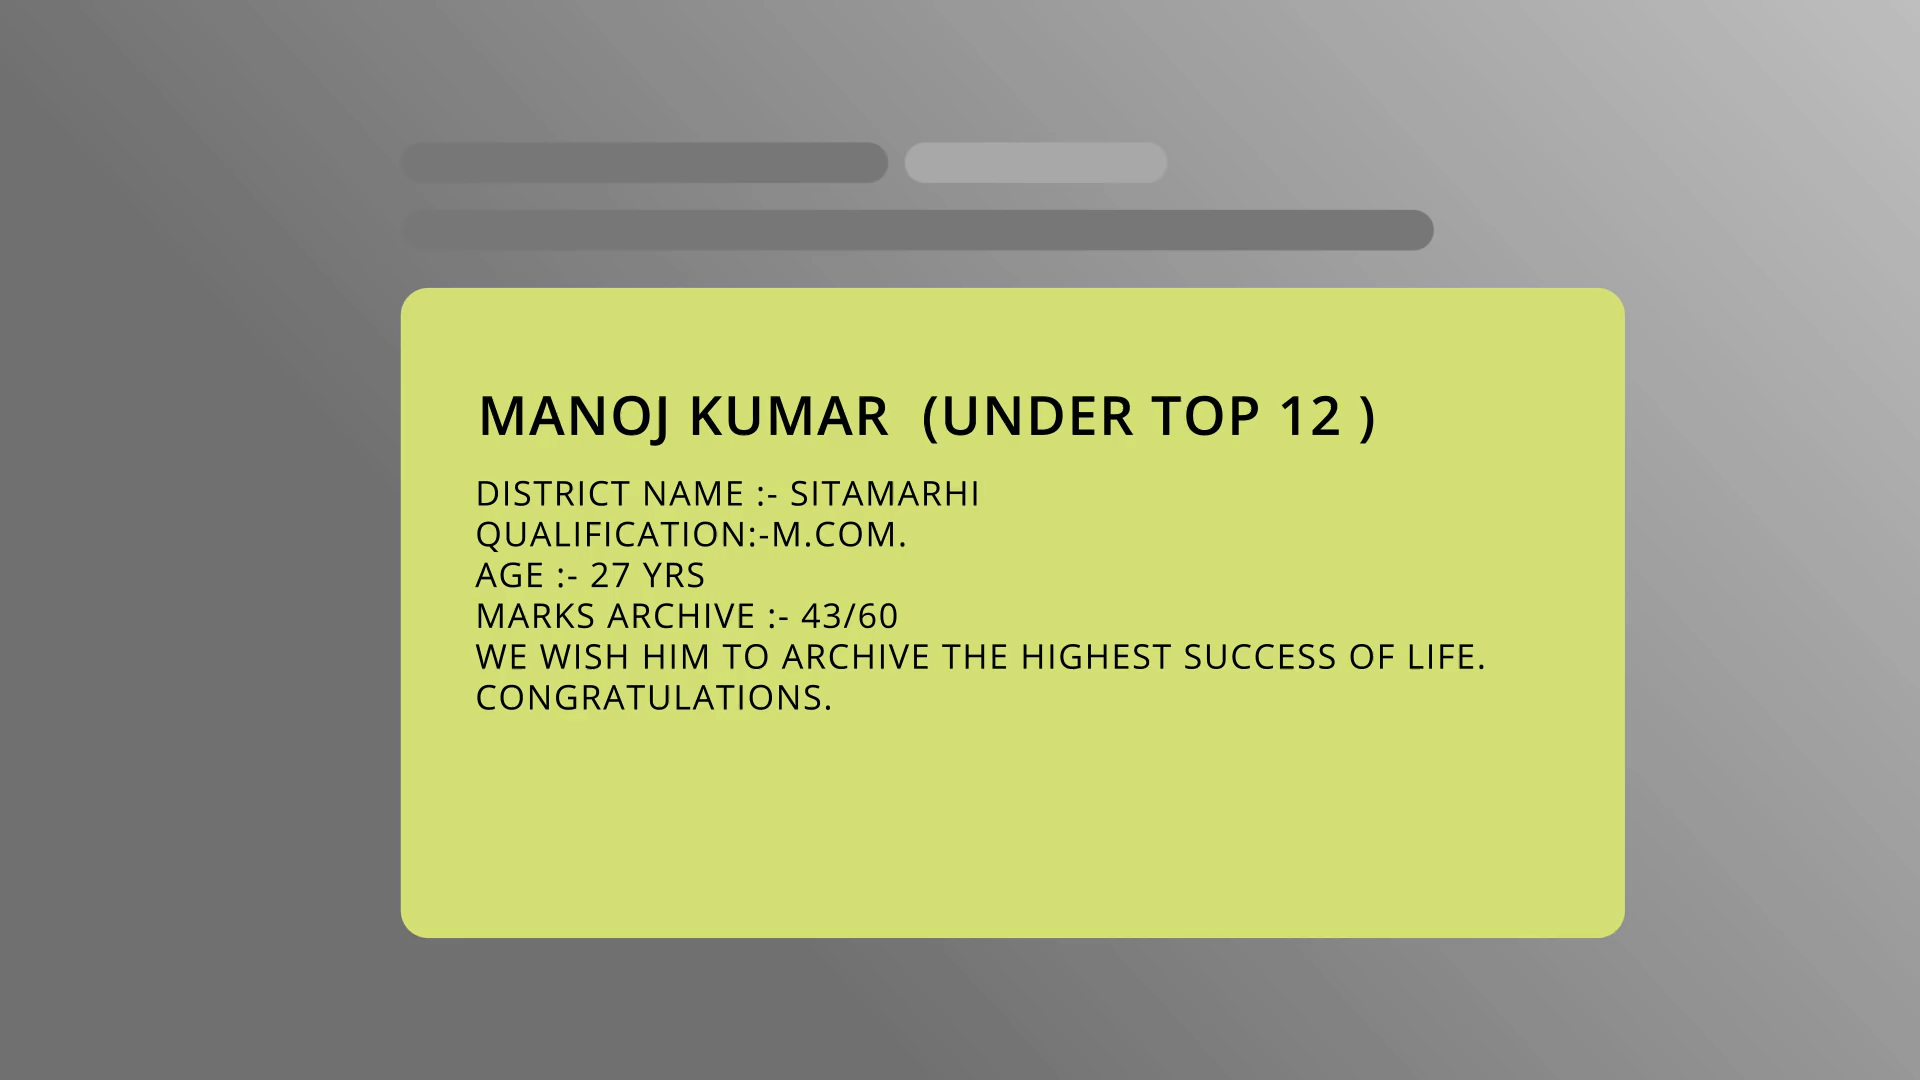 MANOJ KUMAR  (UNDER TOP 12 )
DISTRICT NAME :- SITAMARHI
QUALIFICATION:-M.COM.
AGE :- 27 YRS
MARKS ARCHIVE :- 43/60
WE WISH HIM TO ARCHIVE THE HIGHEST SUCCESS OF LIFE.
CONGRATULATIONS.